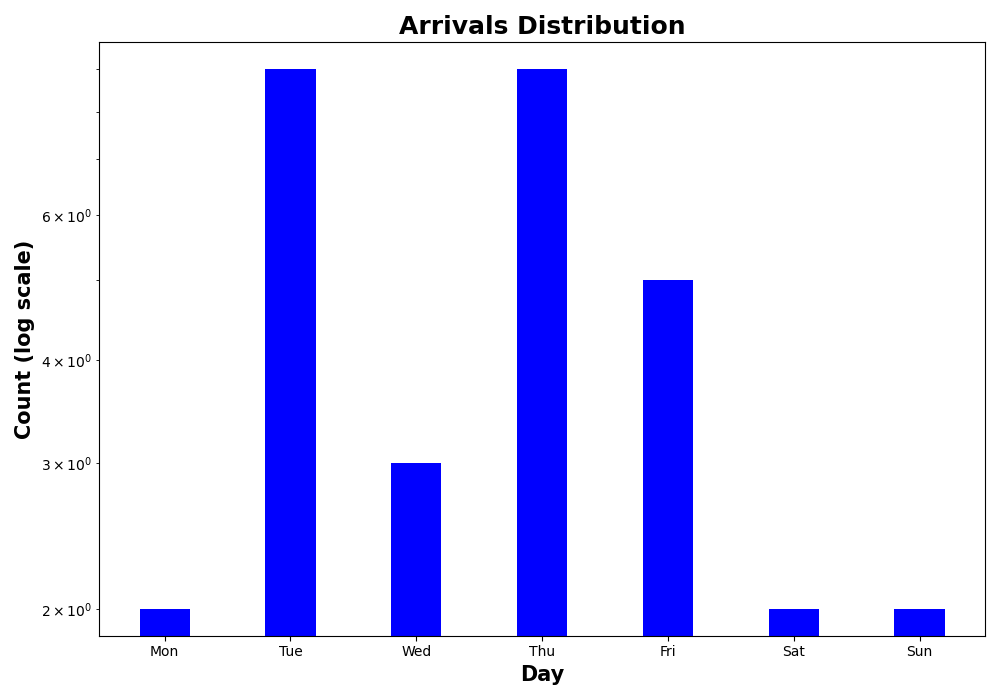 Arrivals Distribution
Count (log scale)
6 × 10⁰
4 × 10⁰
3 × 10⁰
2 × 10⁰
Mon Tue Wed Thu Fri Sat Sun
Day